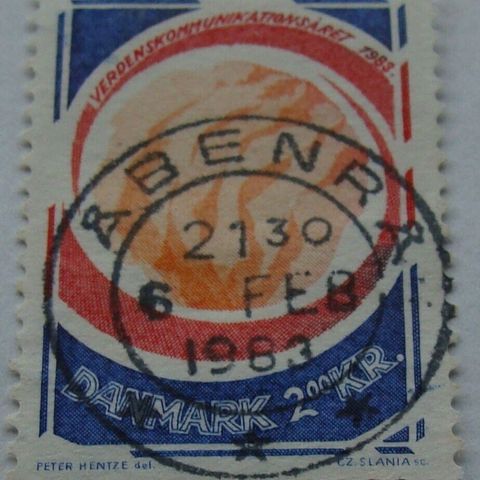 VERDENSKOMMUNIKATIONSÅRET 1983
ÅBENRÅ
2130
6 FEB
1983
DANMARK 2.00 KR.
PETER HENTZE del. CZ. SLANIA sc.